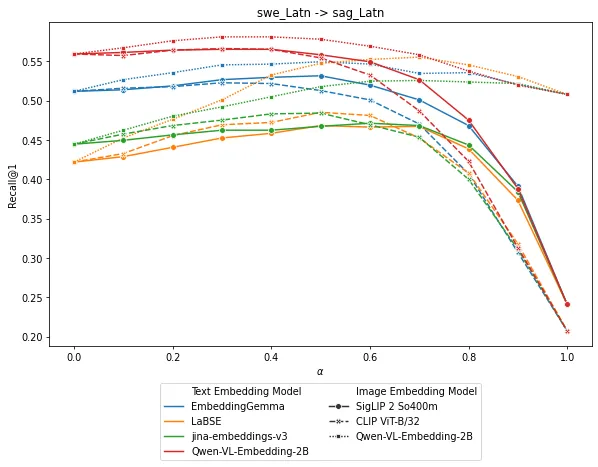 swe_Latn -> sag_Latn
Recall@1
0.55
0.50
0.45
0.40
0.35
0.30
0.25
0.20
0.0 0.2 0.4 0.6 0.8 1.0
α
Text Embedding Model Image Embedding Model
EmbeddingGemma SigLIP 2 So400m
LaBSE CLIP ViT-B/32
jina-embeddings-v3 Qwen-VL-Embedding-2B
Qwen-VL-Embedding-2B